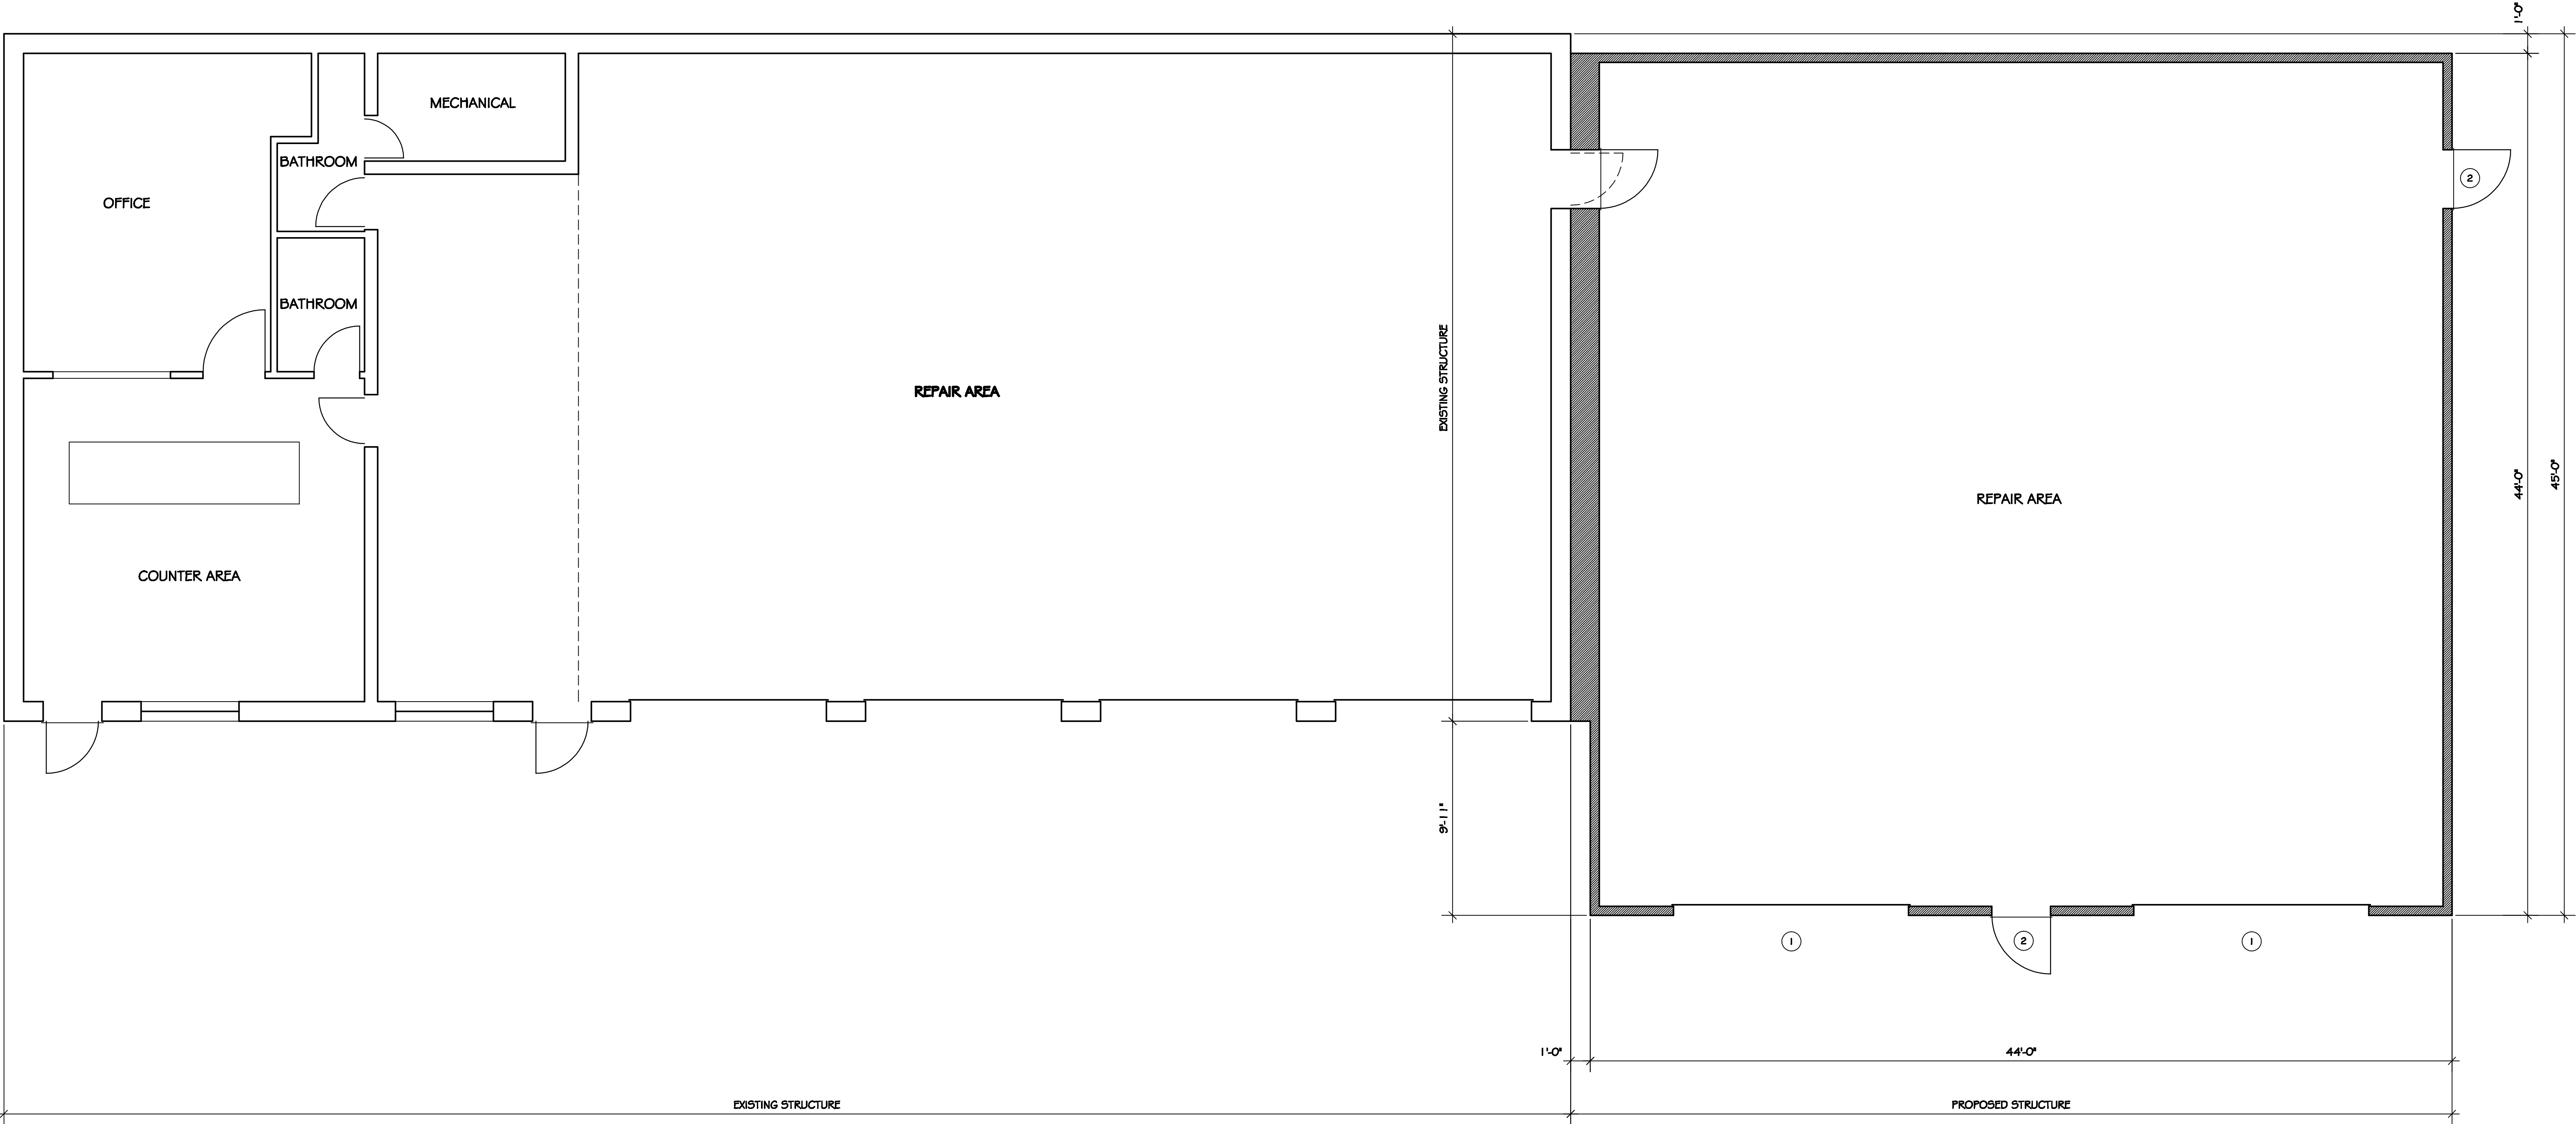 1'-0"
MECHANICAL
BATHROOM
OFFICE
2
BATHROOM
EXISTING STRUCTURE
REPAIR AREA
REPAIR AREA
44'-0"
45'-0"
COUNTER AREA
9'-11"
1
2
1
1'-0"
44'-0"
EXISTING STRUCTURE
PROPOSED STRUCTURE